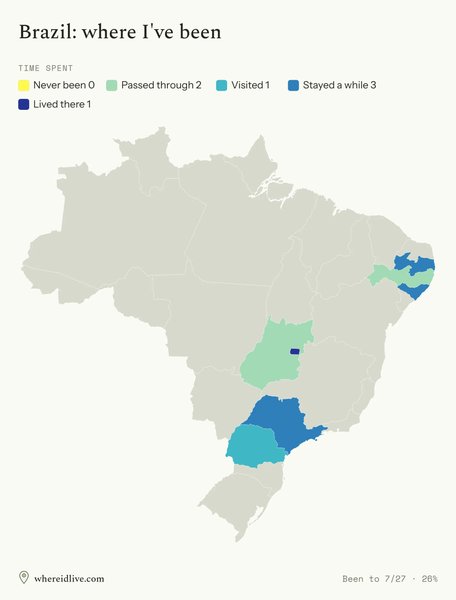 Brazil: where I've been
TIME SPENT
Never been 0 Passed through 2 Visited 1 Stayed a while 3
Lived there 1
whereidlive.com Been to 7/27 · 26%